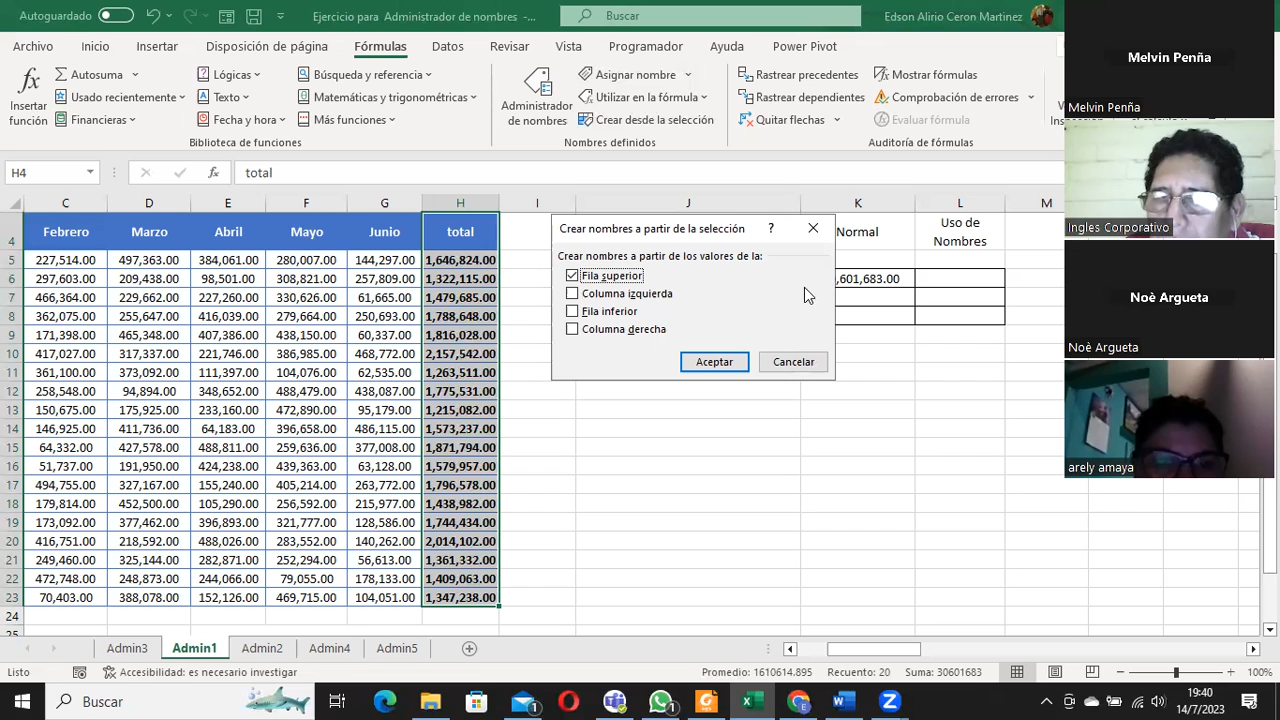 Autoguardado
Ejercicio para Administrador de nombres -...
Buscar
Edson Alirio Ceron Martinez
Archivo Inicio Insertar Disposición de página Fórmulas Datos Revisar Vista Programador Ayuda Power Pivot
Insertar función
Autosuma
Usado recientemente
Financieras
Lógicas
Texto
Fecha y hora
Búsqueda y referencia
Matemáticas y trigonométricas
Más funciones
Biblioteca de funciones
Administrador de nombres
Asignar nombre
Utilizar en la fórmula
Crear desde la selección
Nombres definidos
Rastrear precedentes
Rastrear dependientes
Quitar flechas
Mostrar fórmulas
Comprobación de errores
Evaluar fórmula
Auditoría de fórmulas
H4 fx total
C D E F G H I J K L M
4 Febrero Marzo Abril Mayo Junio total Normal Uso de Nombres
5 227,514.00 497,363.00 384,061.00 280,007.00 144,297.00 1,646,824.00
6 297,603.00 209,438.00 98,501.00 308,821.00 257,809.00 1,322,115.00 ,601,683.00
7 466,364.00 229,662.00 227,260.00 330,626.00 61,665.00 1,479,685.00
8 362,075.00 255,647.00 416,039.00 279,664.00 250,693.00 1,788,648.00
9 171,398.00 465,348.00 407,386.00 438,150.00 60,337.00 1,816,028.00
10 417,027.00 317,337.00 221,746.00 386,985.00 468,772.00 2,157,542.00
11 361,100.00 373,092.00 111,397.00 104,076.00 62,535.00 1,263,511.00
12 258,548.00 94,894.00 348,652.00 488,479.00 438,087.00 1,775,531.00
13 150,675.00 175,925.00 233,160.00 472,890.00 95,179.00 1,215,082.00
14 146,925.00 411,736.00 64,183.00 396,658.00 486,115.00 1,573,237.00
15 64,332.00 427,578.00 488,811.00 259,636.00 377,008.00 1,871,794.00
16 51,737.00 191,950.00 424,238.00 439,363.00 63,128.00 1,579,957.00
17 494,755.00 327,167.00 155,240.00 405,214.00 263,772.00 1,796,578.00
18 179,814.00 452,500.00 105,290.00 256,592.00 215,977.00 1,438,982.00
19 173,092.00 377,462.00 396,893.00 321,777.00 128,586.00 1,744,434.00
20 416,751.00 218,592.00 488,026.00 283,552.00 140,262.00 2,014,102.00
21 249,460.00 325,144.00 282,871.00 252,294.00 56,613.00 1,361,332.00
22 472,748.00 248,873.00 244,066.00 79,055.00 178,133.00 1,409,063.00
23 70,403.00 388,078.00 152,126.00 469,715.00 104,051.00 1,347,238.00
24
25
Crear nombres a partir de la selección ?
Crear nombres a partir de los valores de la:
Fila superior
Columna izquierda
Fila inferior
Columna derecha
Aceptar Cancelar
Melvin Penña
Melvin Penña
Ingles Corporativo
Noè Argueta
Noè Argueta
arely amaya
Admin3 Admin1 Admin2 Admin4 Admin5
Listo Accesibilidad: es necesario investigar Promedio: 1610614.895 Recuento: 20 Suma: 30601683 100%
Buscar
19:40
14/7/2023